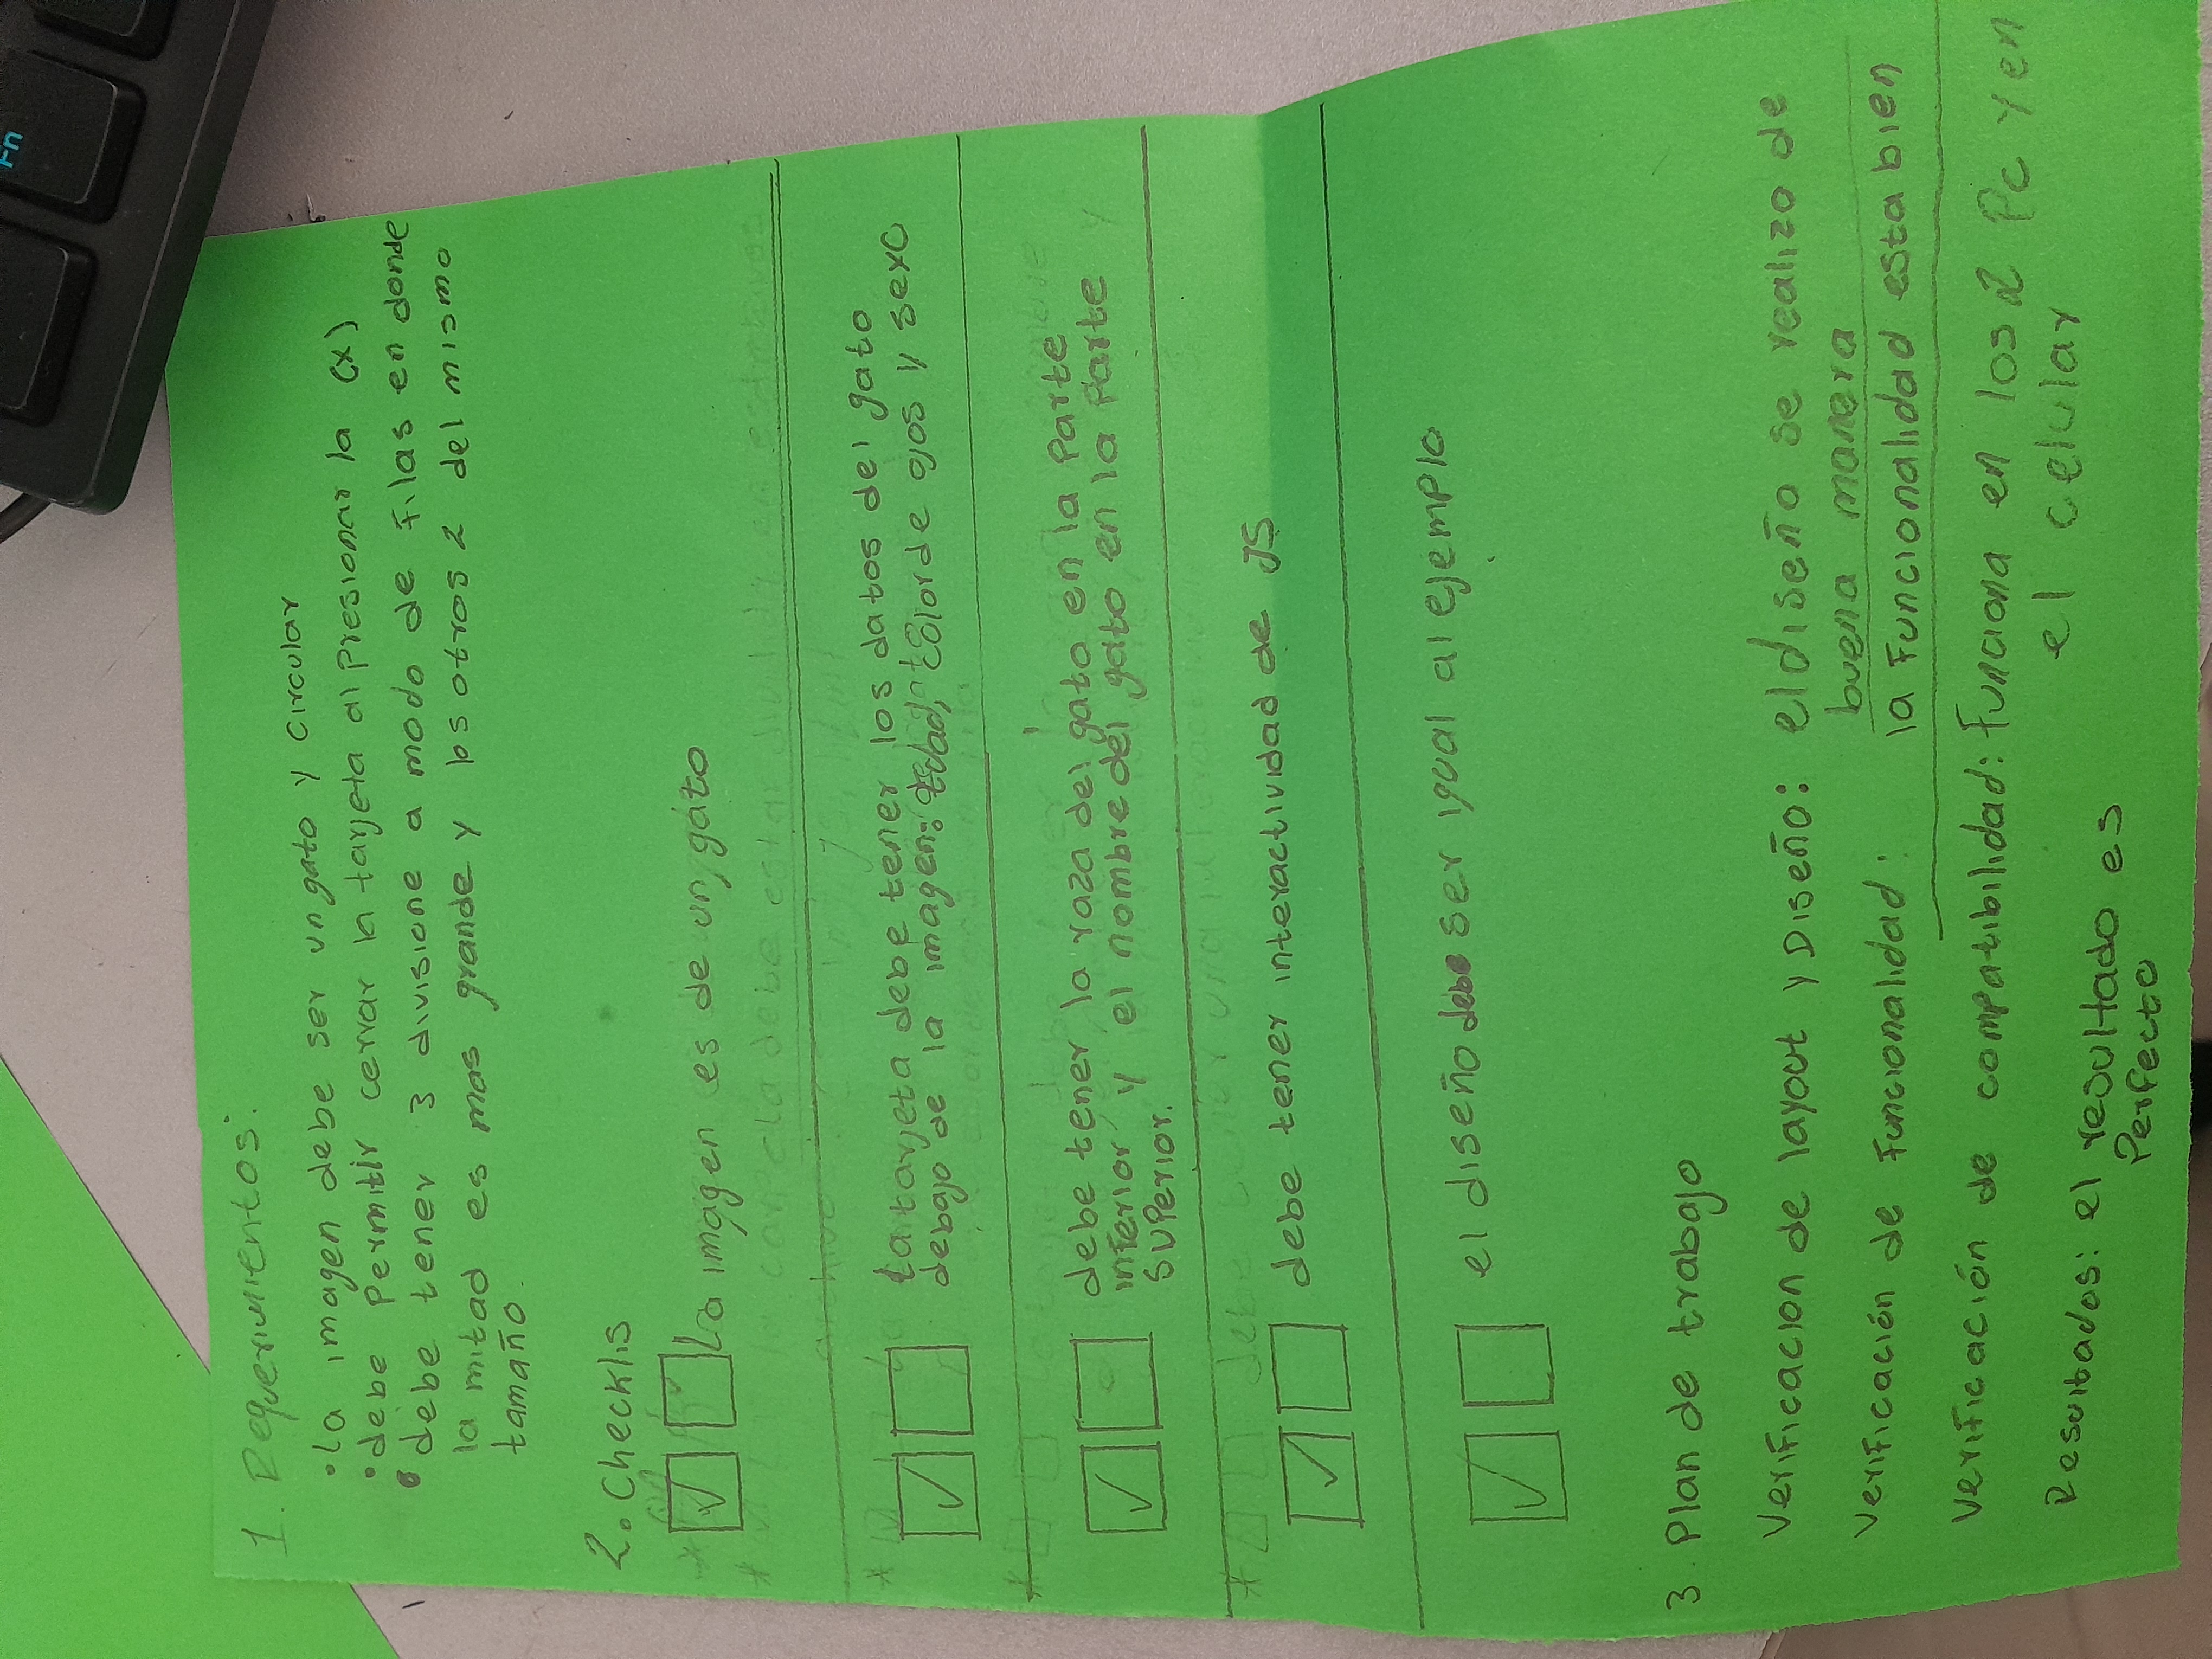 Fn
1. Requerimientos:
• la imagen debe ser un gato y circular
• debe permitir cerrar la tarjeta al presionar la (x)
• debe tener 3 divisione a modo de filas en donde
la mitad es mas grande y los otros 2 del mismo
tamaño.
2. Checklis
✓ La imagen es de un gato
✓ La tarjeta debe tener los datos del gato
debajo de la imagen: edad, color de ojos y sexo
✓ debe tener la raza del gato en la parte
inferior y el nombre del gato en la parte
superior.
✓ debe tener interactividad de JS
✓ el diseño debe ser igual al ejemplo
3. Plan de trabajo
Verificacion de layout y Diseño: el diseño se realizo de
buena manera
Verificación de Funcionalidad: la Funcionalidad esta bien
Verificación de compatibilidad: Funciona en los 2 Pc y en
el celular
Resultados: el resultado es
Perfecto